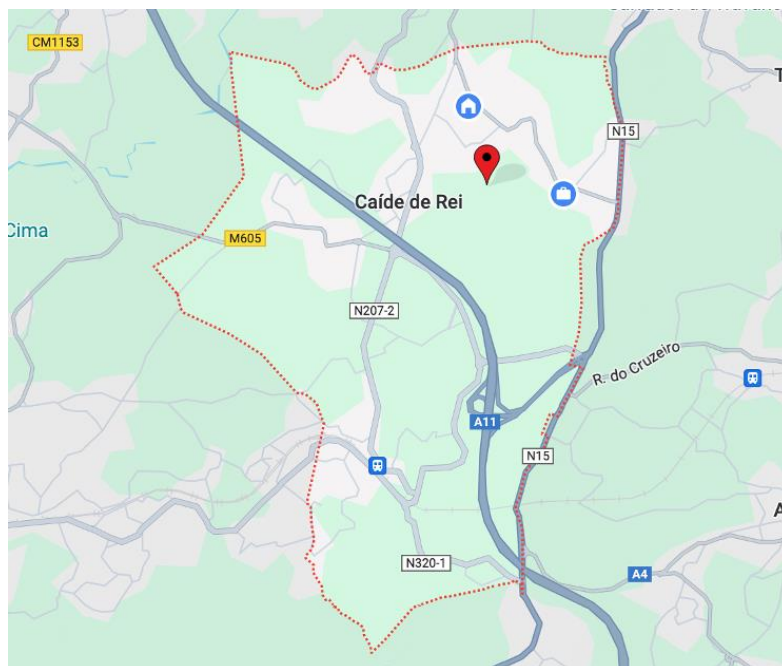 CM1153
N15
Caíde de Rei
Cima
M605
N207-2
R. do Cruzeiro
A11
N15
N320-1
A4